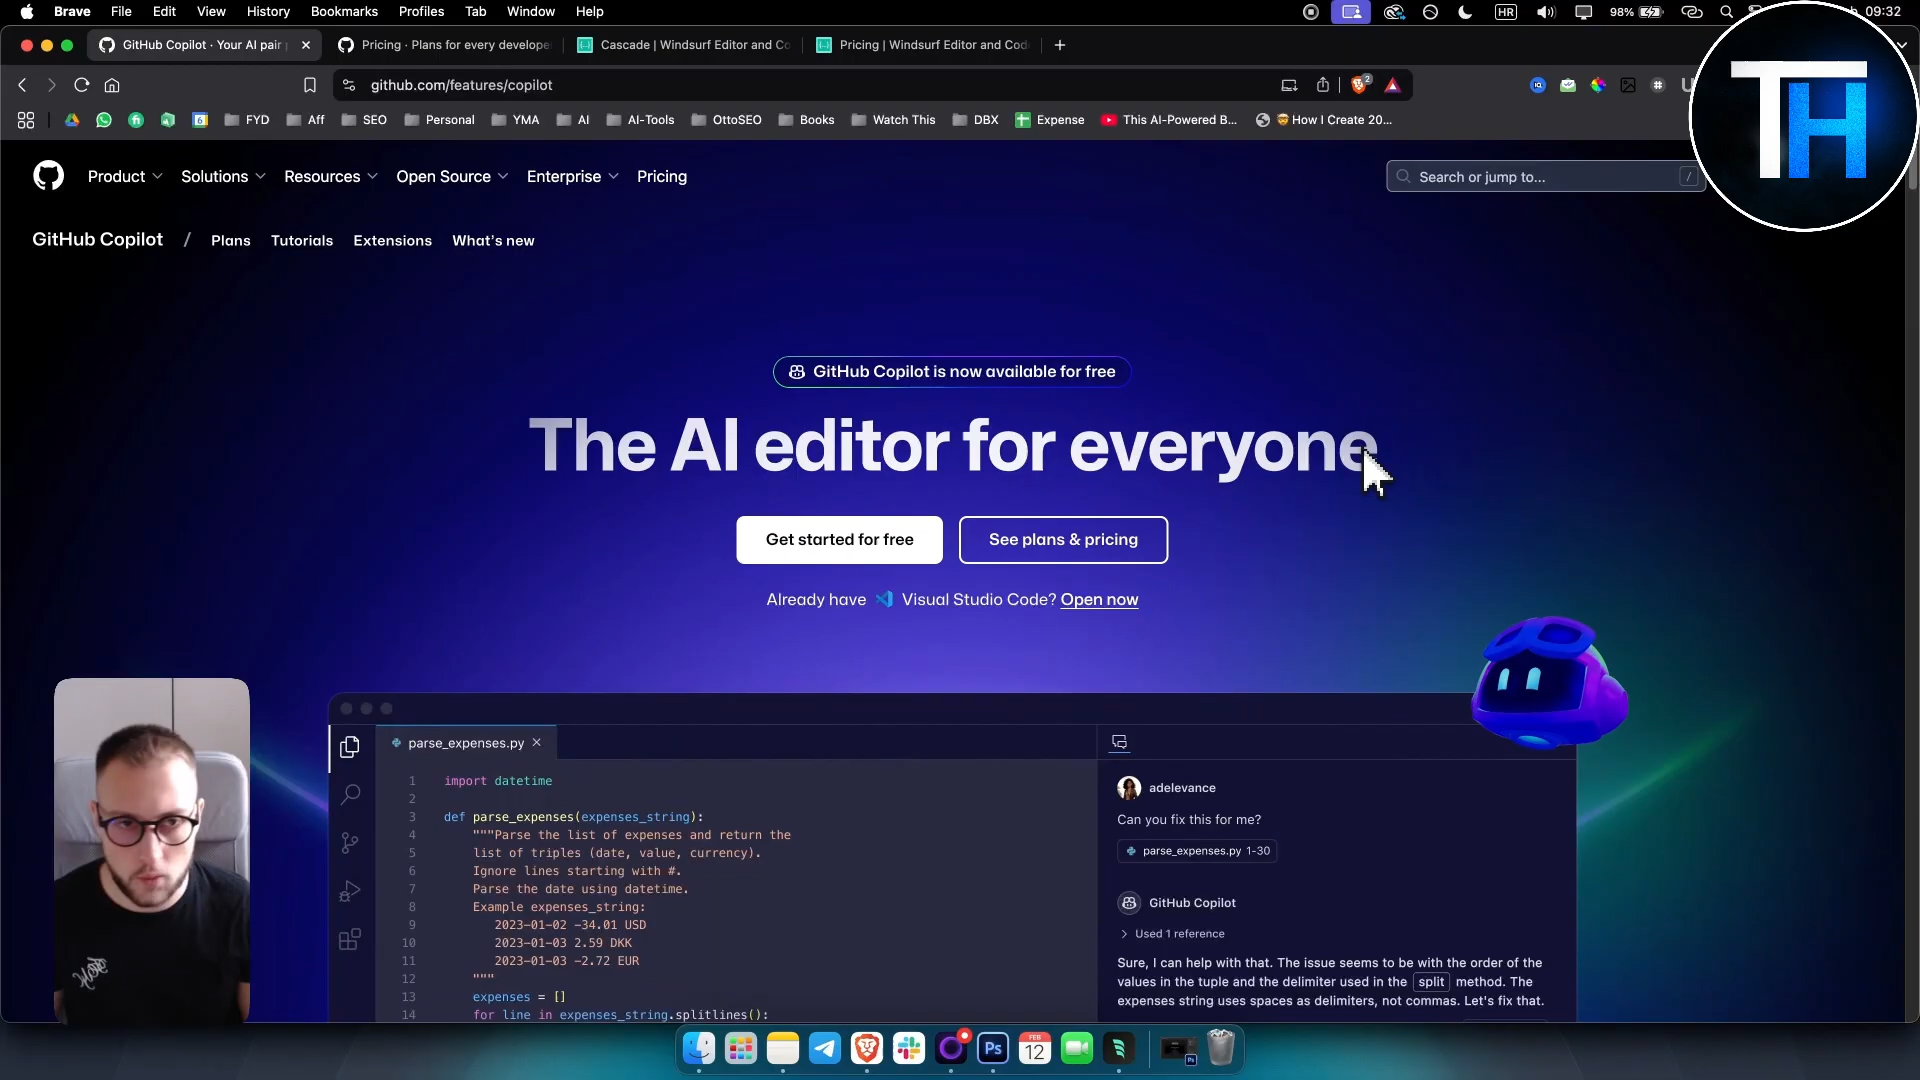 Brave File Edit View History Bookmarks Profiles Tab Window Help HR 98% 09:32
GitHub Copilot · Your AI pair Pricing · Plans for every develope Cascade | Windsurf Editor and Co Pricing | Windsurf Editor and Cod
github.com/features/copilot 2
FYD Aff SEO Personal YMA AI AI-Tools OttoSEO Books Watch This DBX Expense This AI-Powered B... How I Create 20...
TH
Product Solutions Resources Open Source Enterprise Pricing Search or jump to... /
GitHub Copilot / Plans Tutorials Extensions What's new
GitHub Copilot is now available for free
The AI editor for everyone
Get started for free See plans & pricing
Already have Visual Studio Code? Open now
parse_expenses.py
1 import datetime
2
3 def parse_expenses(expenses_string):
4 """Parse the list of expenses and return the
5 list of triples (date, value, currency).
6 Ignore lines starting with #.
7 Parse the date using datetime.
8 Example expenses_string:
9 2023-01-02 -34.01 USD
10 2023-01-03 2.59 DKK
11 2023-01-03 -2.72 EUR
12 """
13 expenses = []
14 for line in expenses_string.splitlines():
adelevance
Can you fix this for me?
parse_expenses.py 1-30
GitHub Copilot
Used 1 reference
Sure, I can help with that. The issue seems to be with the order of the
values in the tuple and the delimiter used in the split method. The
expenses string uses spaces as delimiters, not commas. Let's fix that.
Ps FEB 12